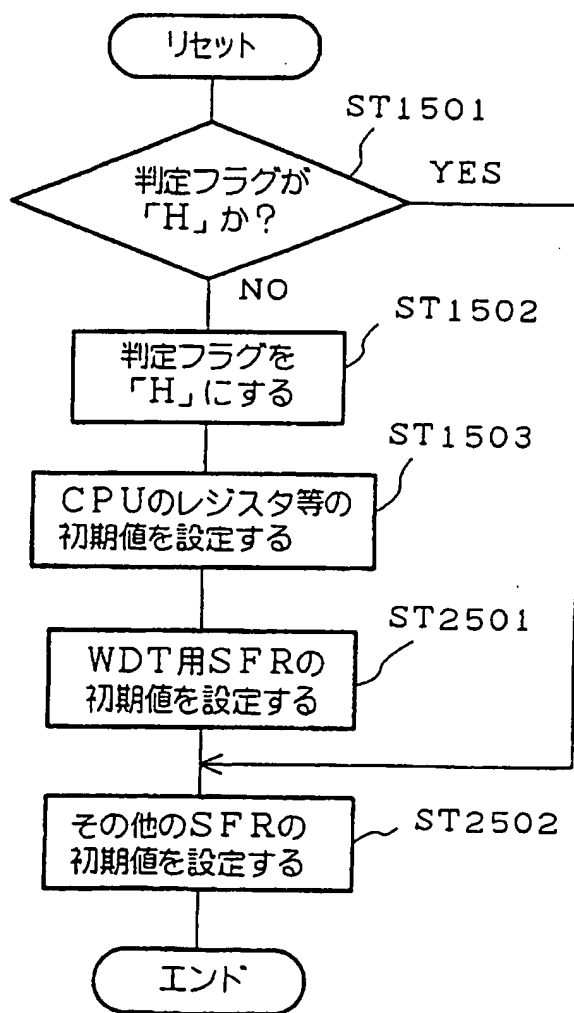 リセット
ST1501
判定フラグが
「H」か?
YES
NO
ST1502
判定フラグを
「H」にする
ST1503
CPUのレジスタ等の
初期値を設定する
ST2501
WDT用SFRの
初期値を設定する
ST2502
その他のSFRの
初期値を設定する
エンド